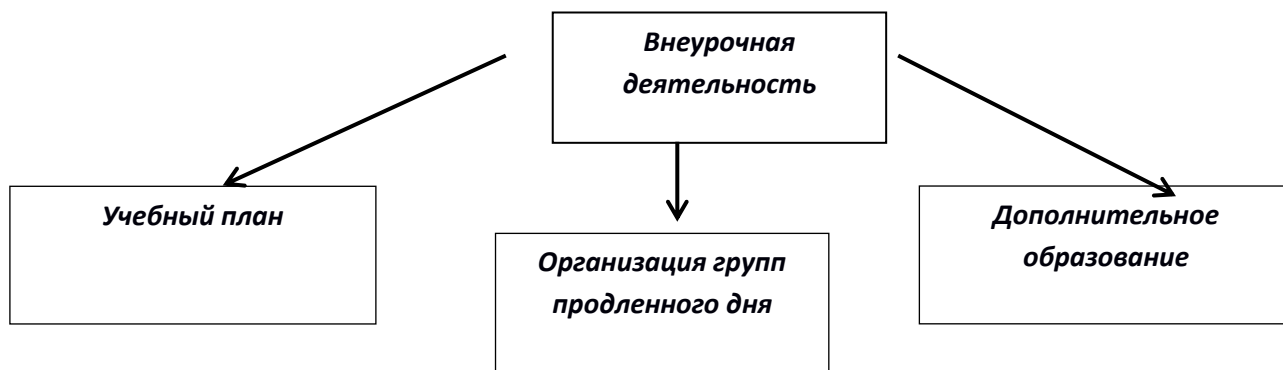 Внеурочная
деятельность
Учебный план
Организация групп
продленного дня
Дополнительное
образование